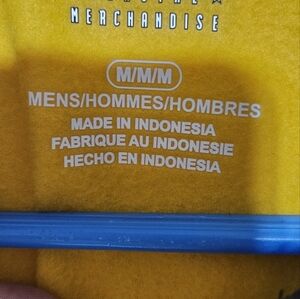 MERCHANDISE
M/M/M
MENS/HOMMES/HOMBRES
MADE IN INDONESIA
FABRIQUE AU INDONESIE
HECHO EN INDONESIA